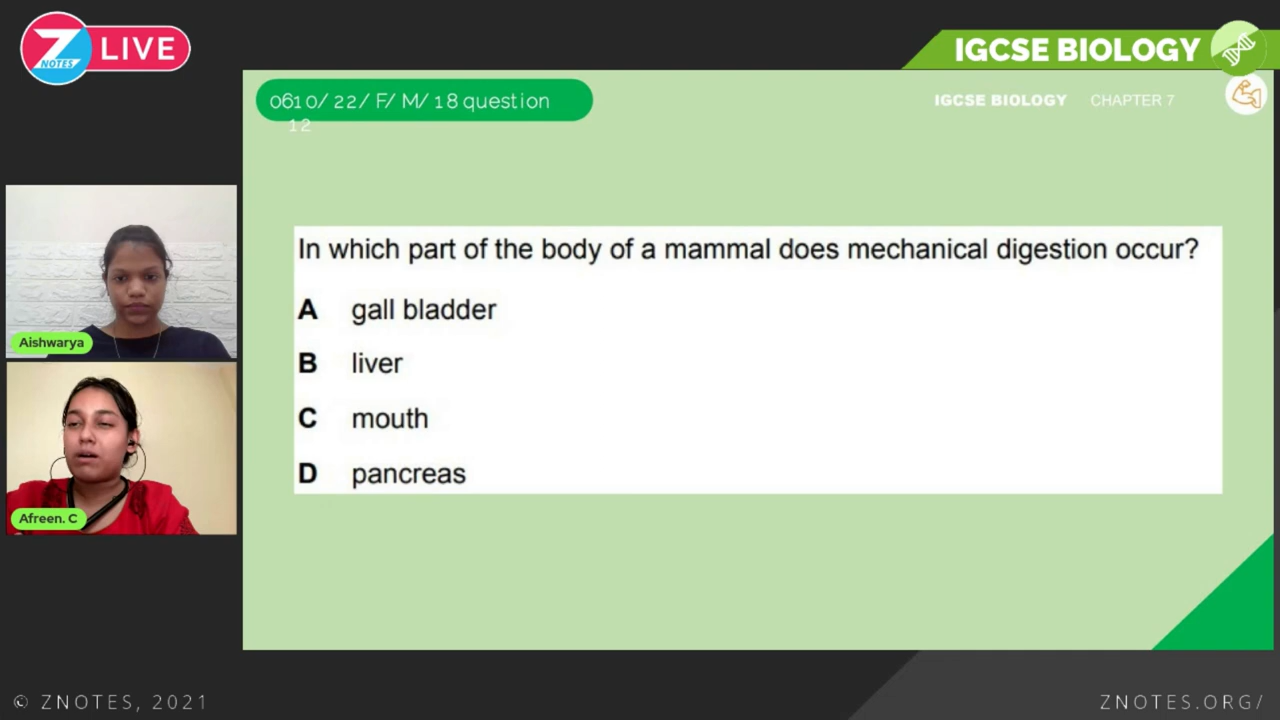 Z NOTES LIVE
IGCSE BIOLOGY
0610/ 22/ F/ M/ 18 question
12
IGCSE BIOLOGY CHAPTER 7
In which part of the body of a mammal does mechanical digestion occur?
A gall bladder
B liver
C mouth
D pancreas
Aishwarya
Afreen. C
© ZNOTES, 2021
ZNOTES.ORG/